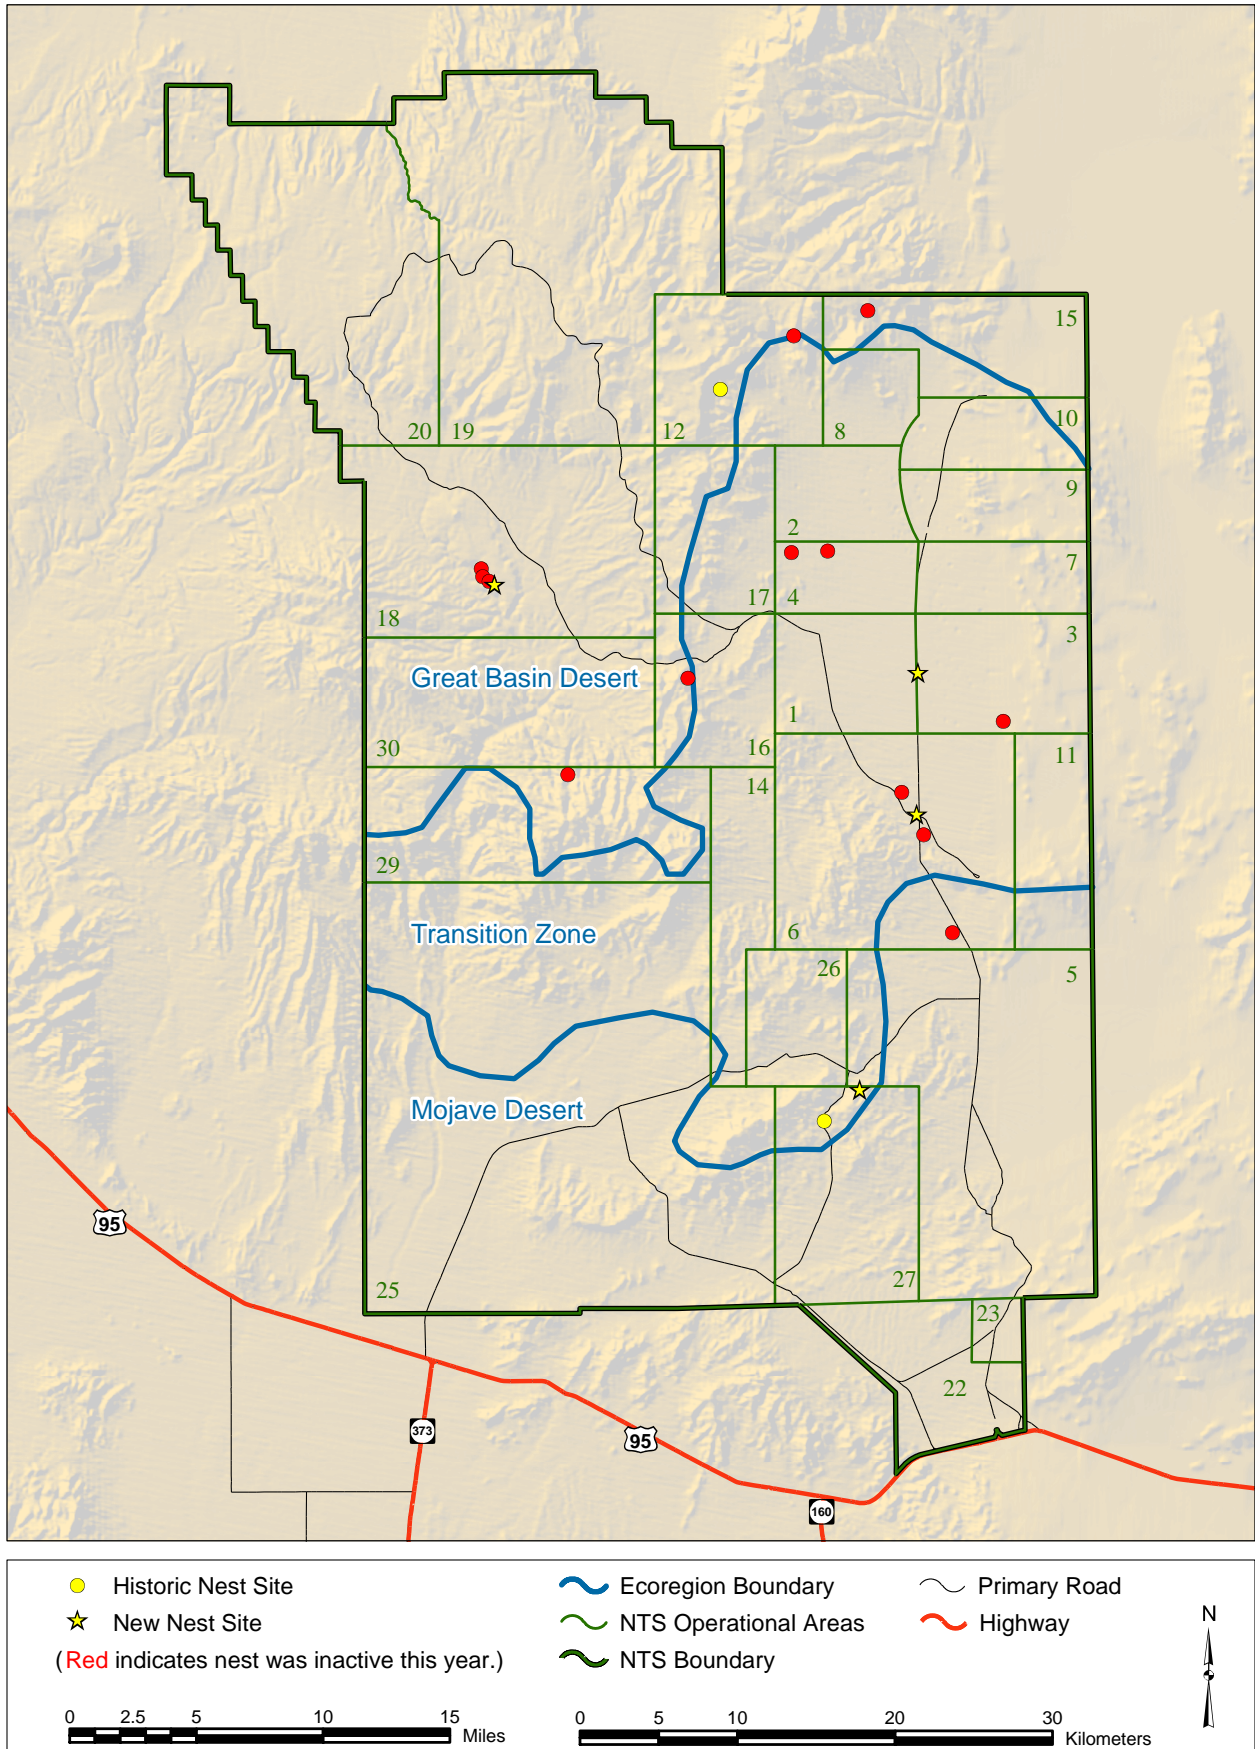 15
10
20 19 12 8
9
2
7
17 4
18
3
Great Basin Desert
1
30 16 11
14
29
Transition Zone
6 26 5
Mojave Desert
95
25 27
23
22
373
95
160
Historic Nest Site
New Nest Site
(Red indicates nest was inactive this year.)
Ecoregion Boundary
NTS Operational Areas
NTS Boundary
Primary Road
Highway
N
0 2.5 5 10 15
Miles
0 5 10 20 30
Kilometers